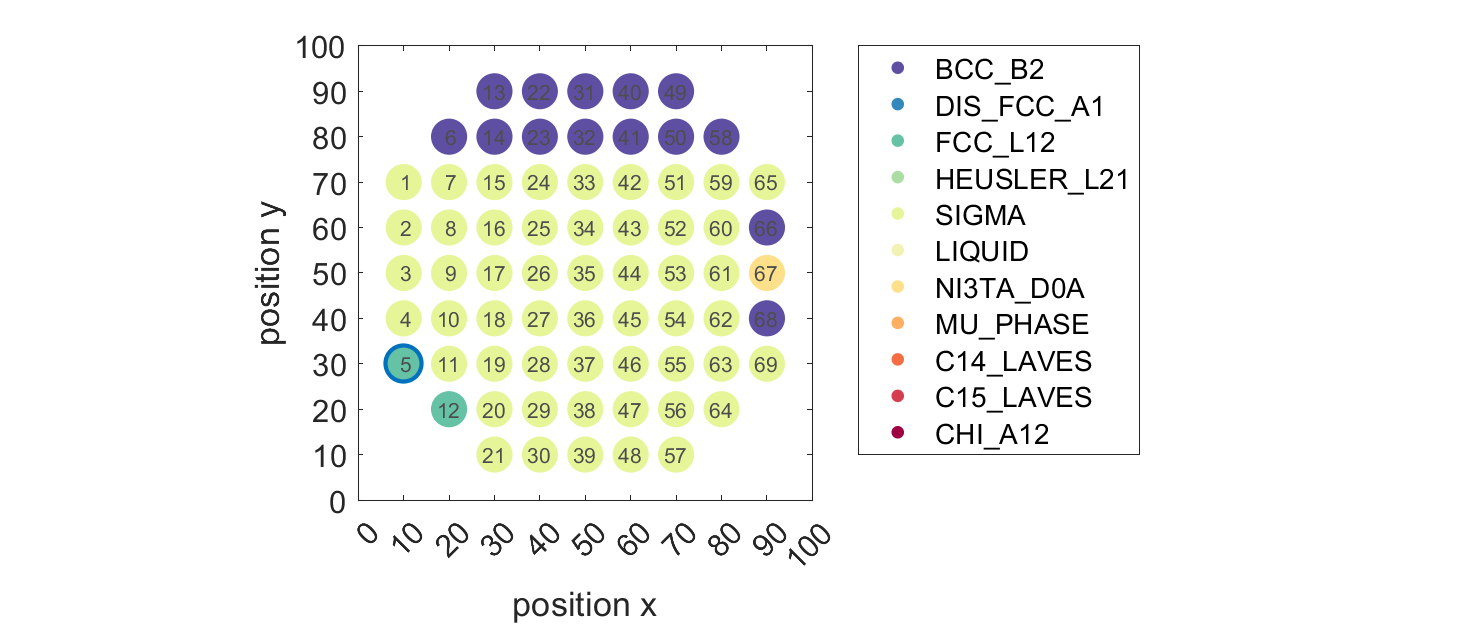 100
90
80
70
60
50
40
30
20
10
0
position y
13 22 31 40 49
6 14 23 32 41 50 58
1 7 15 24 33 42 51 59 65
2 8 16 25 34 43 52 60 66
3 9 17 26 35 44 53 61 67
4 10 18 27 36 45 54 62 68
5 11 19 28 37 46 55 63 69
12 20 29 38 47 56 64
21 30 39 48 57
0 10 20 30 40 50 60 70 80 90 100
position x
BCC_B2
DIS_FCC_A1
FCC_L12
HEUSLER_L21
SIGMA
LIQUID
NI3TA_D0A
MU_PHASE
C14_LAVES
C15_LAVES
CHI_A12